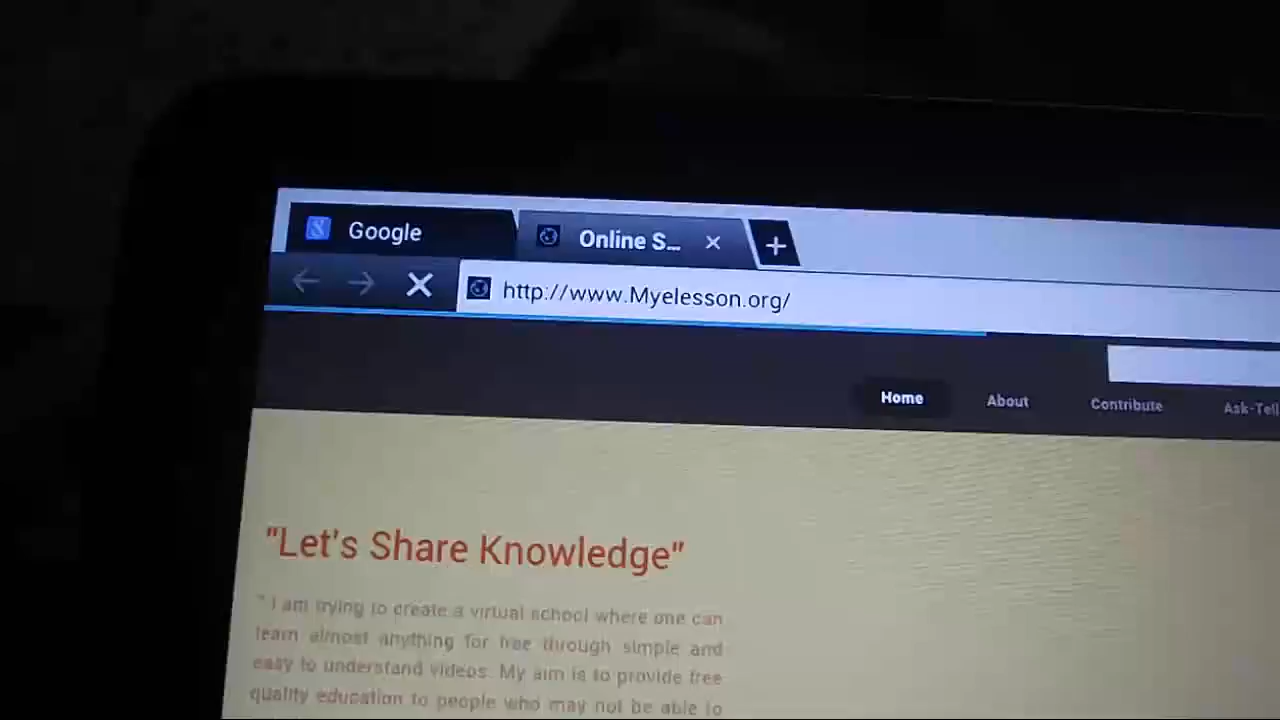 Google
Online S...
http://www.Myelesson.org/
Home
About
Contribute
Ask-Tell
"Let's Share Knowledge"
" I am trying to create a virtual school where one can
learn almost anything for free through simple and
easy to understand videos. My aim is to provide free
quality education to people who may not be able to